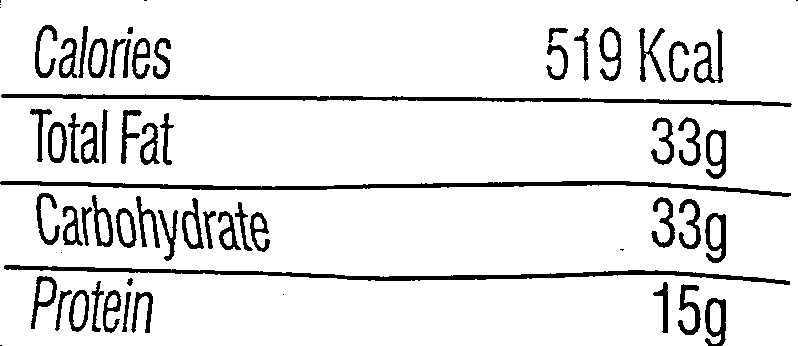 Calories 519 Kcal
Total Fat 33g
Carbohydrate 33g
Protein 15g